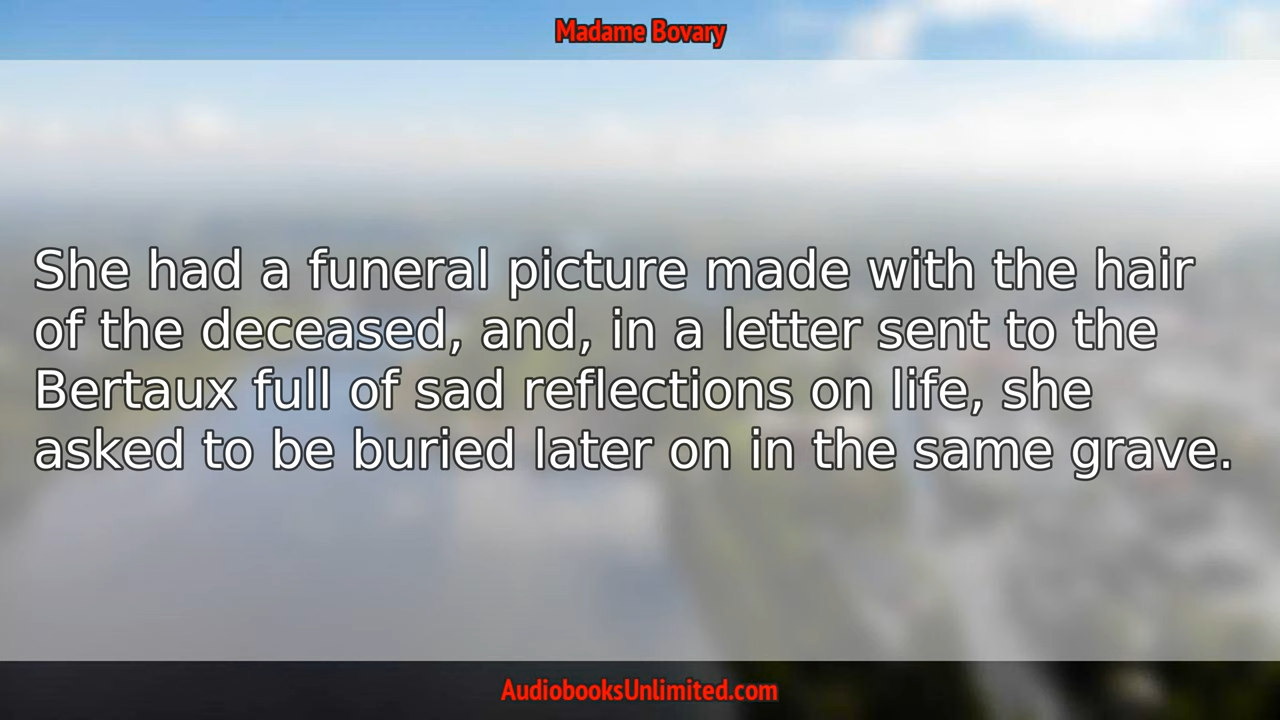 Madame Bovary
She had a funeral picture made with the hair
of the deceased, and, in a letter sent to the
Bertaux full of sad reflections on life, she
asked to be buried later on in the same grave.
AudiobooksUnlimited.com